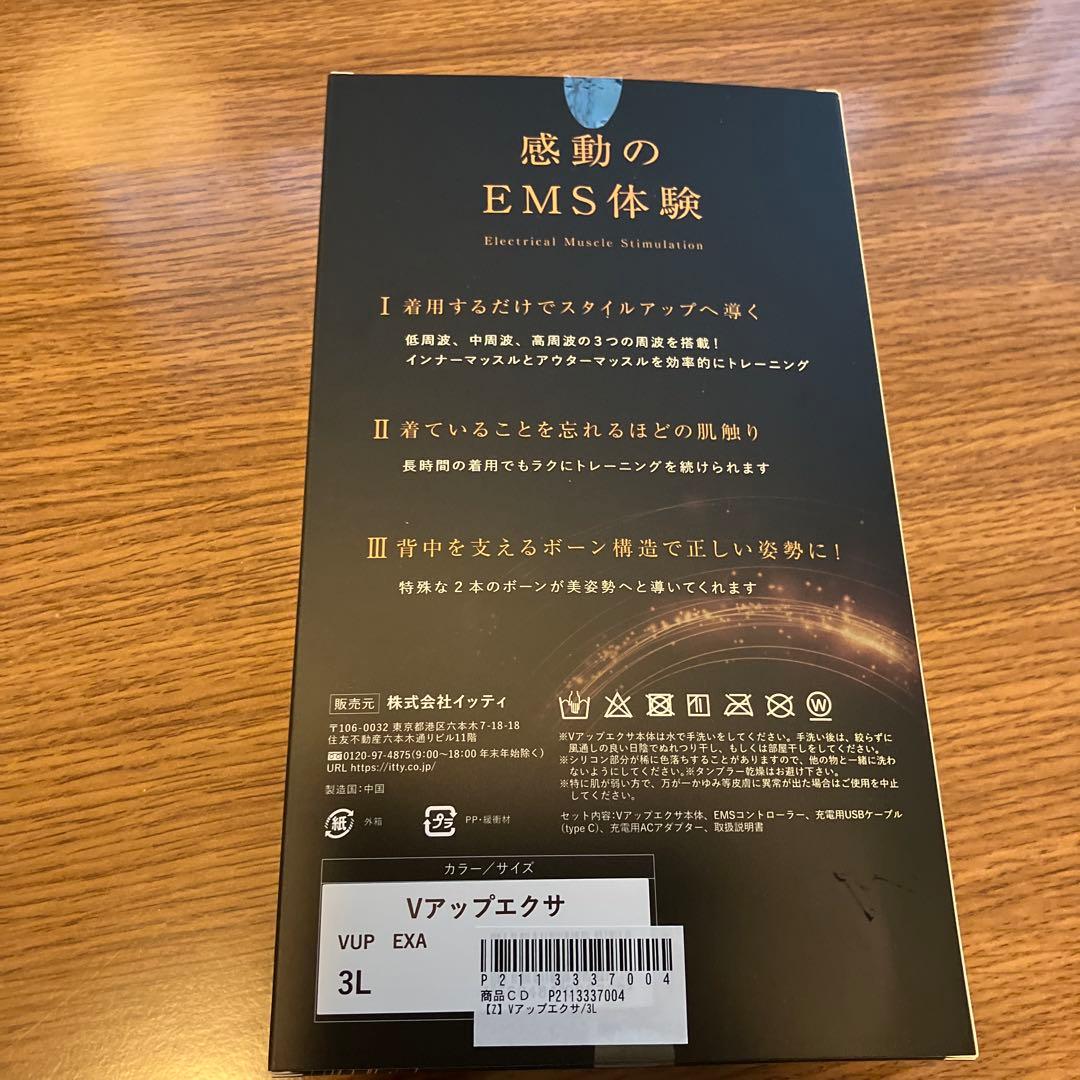 感動の
EMS体験
Electrical Muscle Stimulation
Ⅰ 着用するだけでスタイルアップへ導く
低周波、中周波、高周波の3つの周波を搭載!
インナーマッスルとアウターマッスルを効率的にトレーニング
Ⅱ 着ていることを忘れるほどの肌触り
長時間の着用でもラクにトレーニングを続けられます
Ⅲ 背中を支えるボーン構造で正しい姿勢に!
特殊な2本のボーンが美姿勢へと導いてくれます
販売元 株式会社イッティ
〒106-0032 東京都港区六本木7-18-18
住友不動産六本木通りビル11階
0120-97-4875(9:00〜18:00 年末年始除く)
URL https://itty.co.jp/
製造国:中国
紙 外箱
プラ PP・緩衝材
W
※Vアップエクサ本体は水で手洗いをしてください。手洗い後は、絞らずに
風通しの良い日陰でぬれつり干し、もしくは部屋干しをしてください。
※シリコン部分が稀に色落ちすることがありますので、他の物と一緒に洗わ
ないようにしてください。※タンブラー乾燥はお避け下さい。
※特に肌が弱い方で、万が一かゆみ等皮膚に異常が出た場合はご使用を中止
してください。
セット内容:Vアップエクサ本体、EMSコントローラー、充電用USBケーブル
(type C)、充電用ACアダプター、取扱説明書
カラー/サイズ
Vアップエクサ
VUP EXA
3L
P2113337004
商品CD P2113337004
【Z】Vアップエクサ/3L